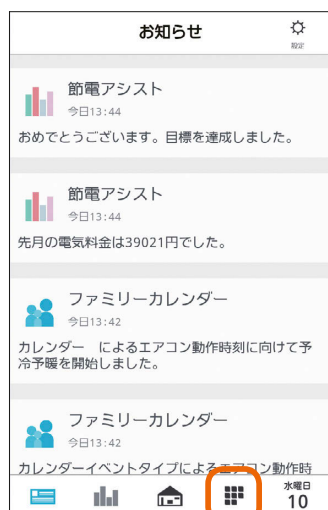 お知らせ
設定
節電アシスト
今日13:44
おめでとうございます。目標を達成しました。
節電アシスト
今日13:44
先月の電気料金は39021円でした。
ファミリーカレンダー
今日13:42
カレンダー　によるエアコン動作時刻に向けて予
冷予暖を開始しました。
ファミリーカレンダー
今日13:42
カレンダーイベントタイプによるエアコン動作時
水曜日
10